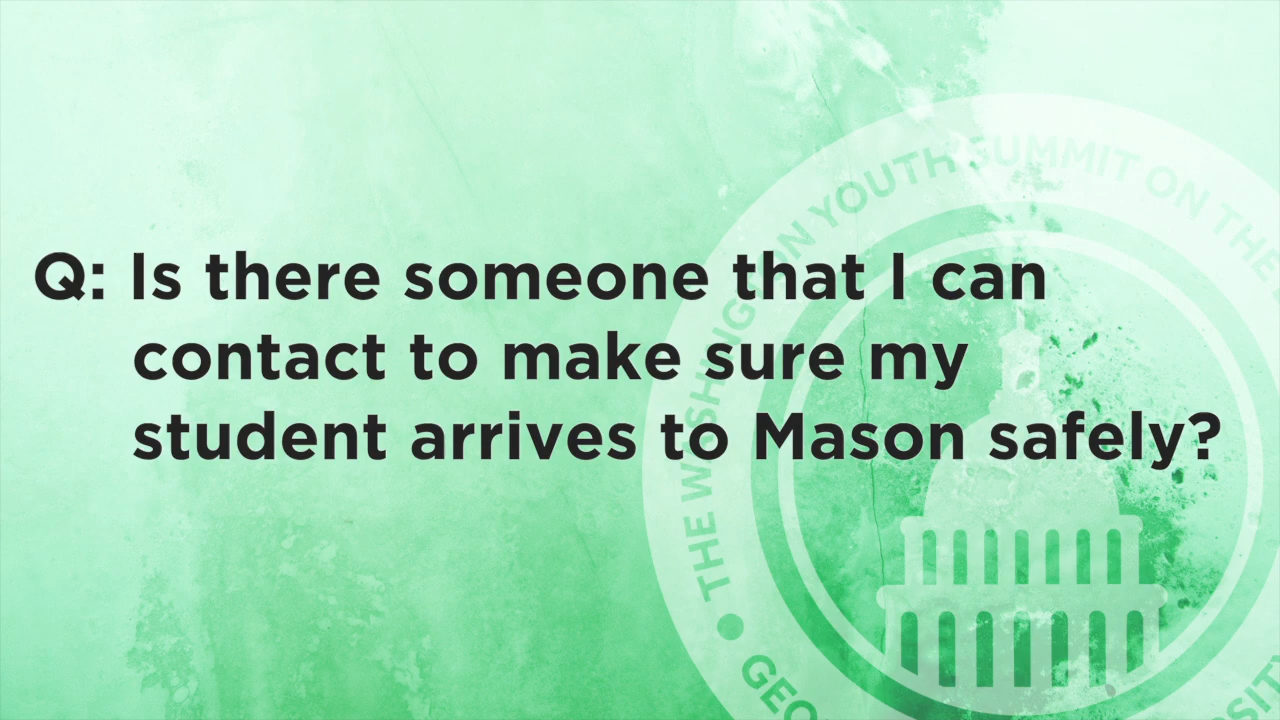 Q: Is there someone that I can
contact to make sure my
student arrives to Mason safely?
THE WASHINGTON YOUTH SUMMIT ON THE